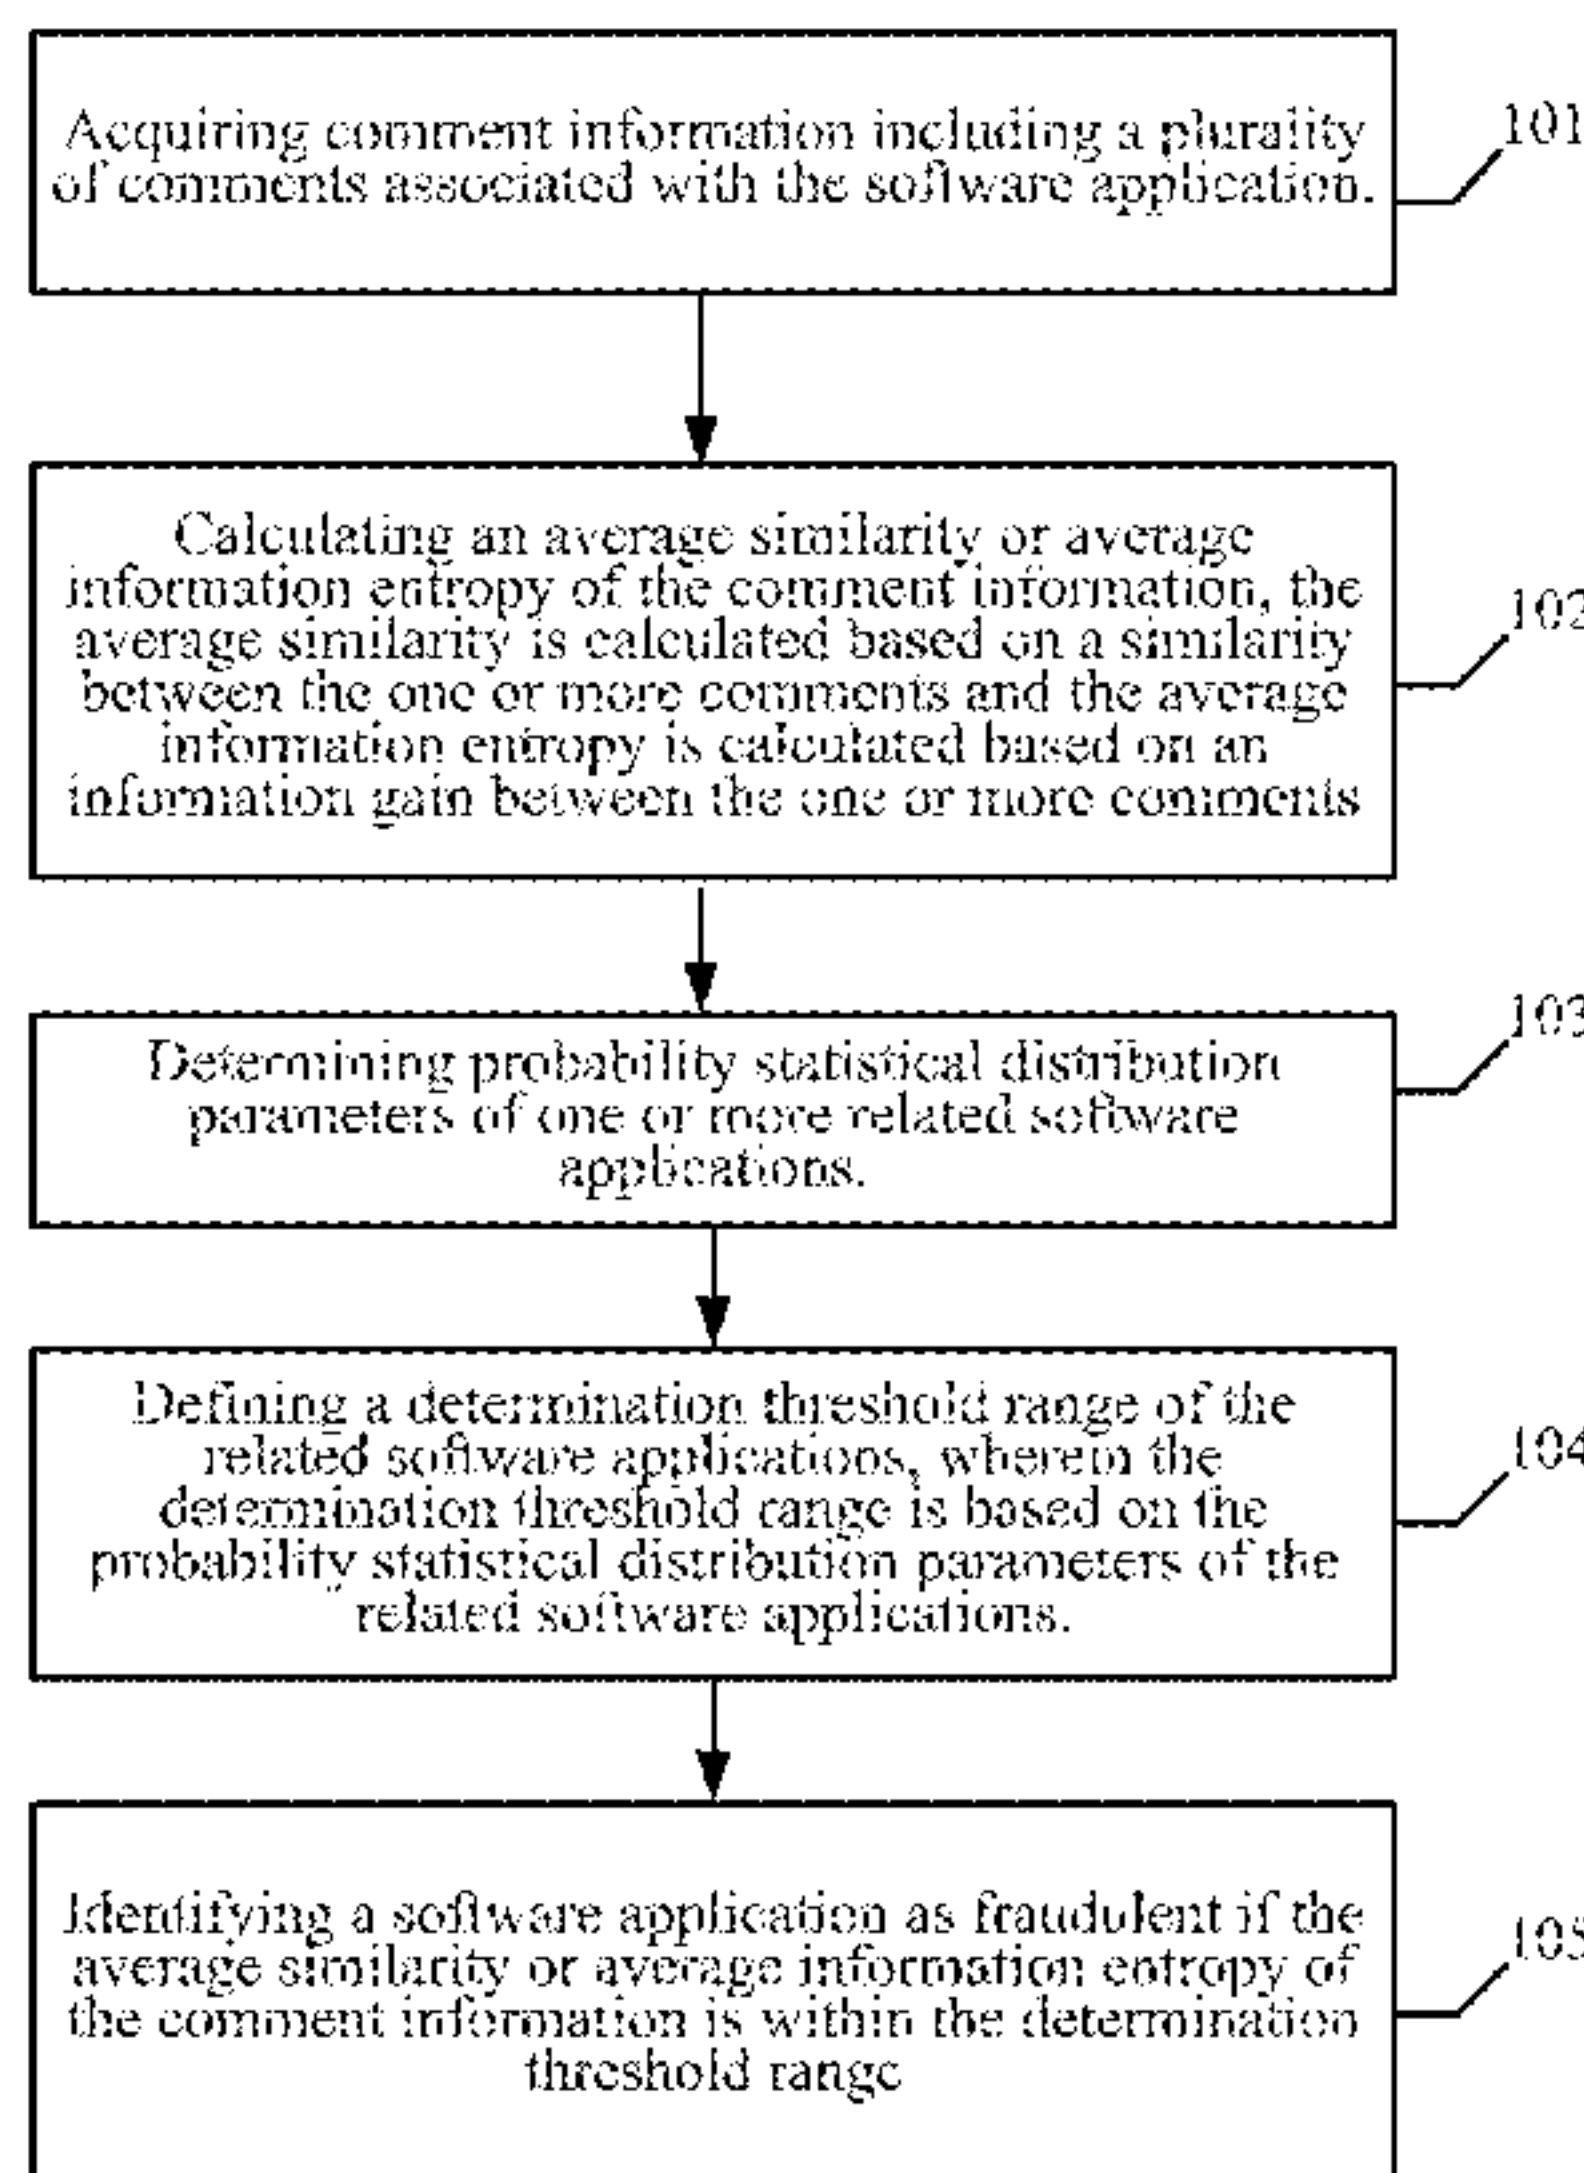 Acquiring comment information including a plurality
of comments associated with the software application.
101
Calculating an average similarity or average
information entropy of the comment information, the
average similarity is calculated based on a similarity
between the one or more comments and the average
information entropy is calculated based on an
information gain between the one or more comments
102
Determining probability statistical distribution
parameters of one or more related software
applications.
103
Defining a determination threshold range of the
related software applications, wherein the
determination threshold range is based on the
probability statistical distribution parameters of the
related software applications.
104
Identifying a software application as fraudulent if the
average similarity or average information entropy of
the comment information is within the determination
threshold range
105